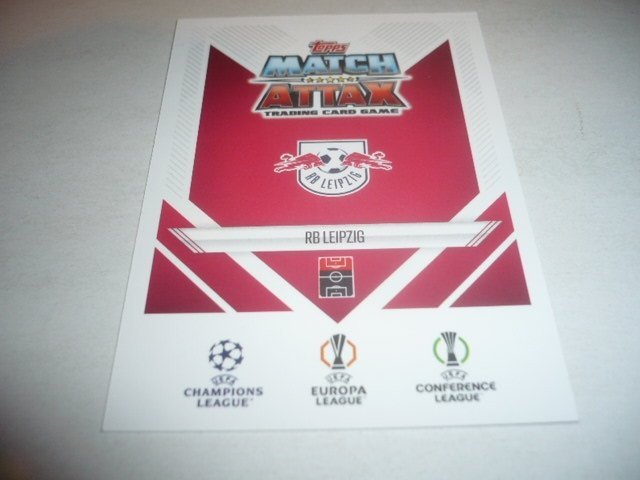 Topps
MATCH
ATTAX
TRADING CARD GAME
RB LEIPZIG
RB LEIPZIG
UEFA
CHAMPIONS
LEAGUE
UEFA
EUROPA
LEAGUE
UEFA
CONFERENCE
LEAGUE